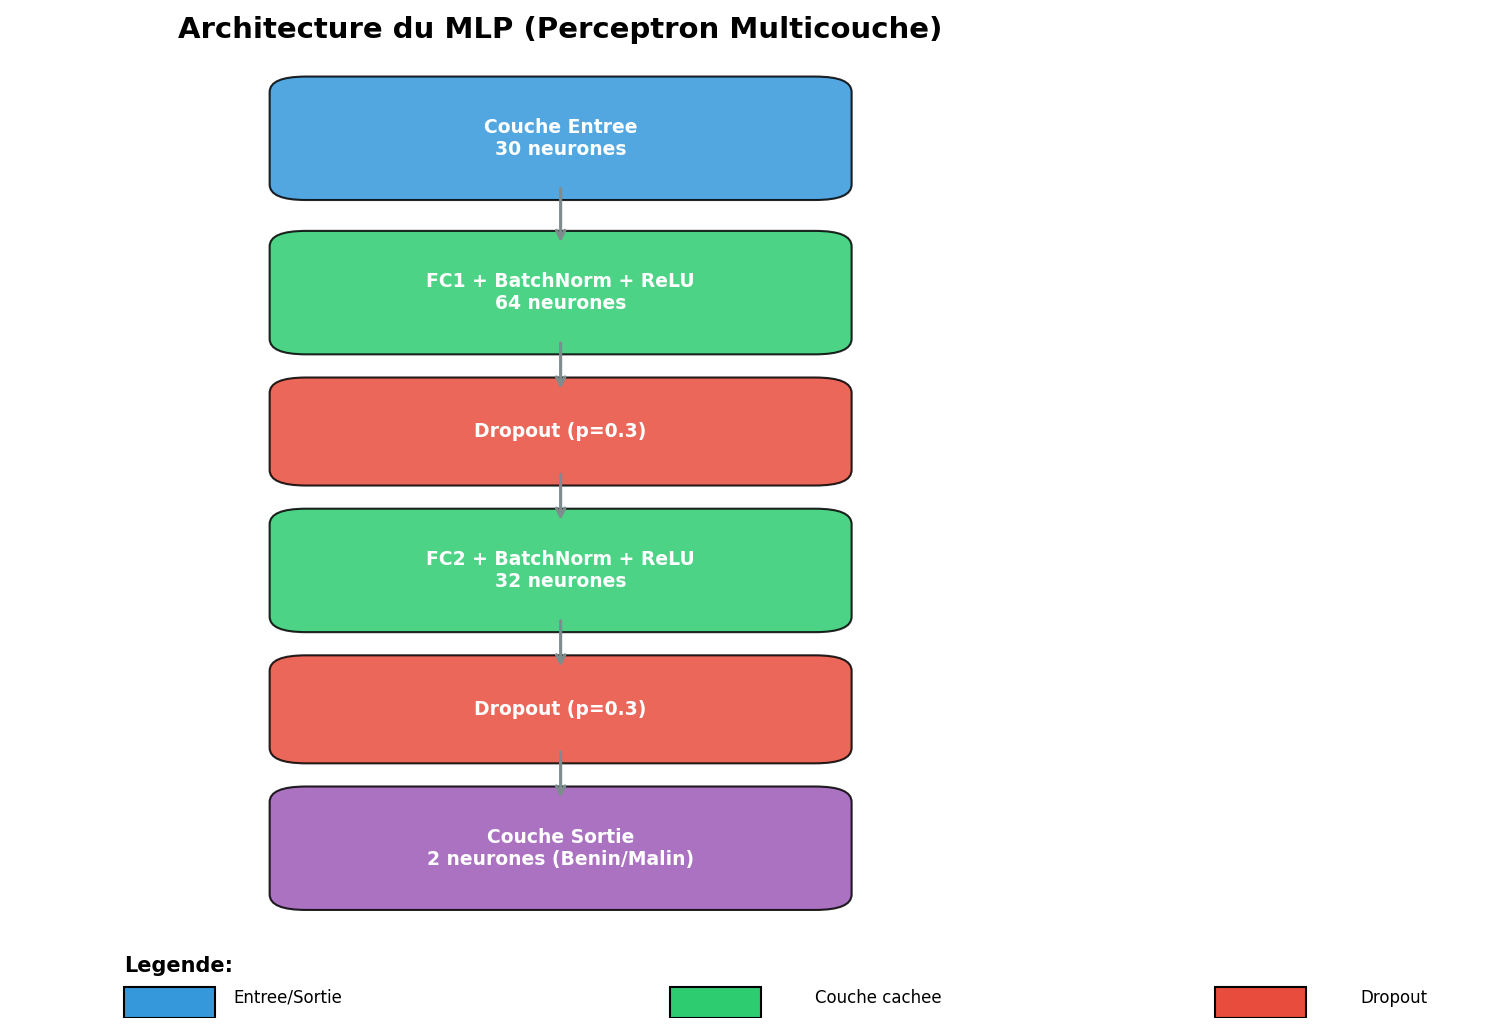 Architecture du MLP (Perceptron Multicouche)
Couche Entree
30 neurones
FC1 + BatchNorm + ReLU
64 neurones
Dropout (p=0.3)
FC2 + BatchNorm + ReLU
32 neurones
Dropout (p=0.3)
Couche Sortie
2 neurones (Benin/Malin)
Legende:
Entree/Sortie
Couche cachee
Dropout